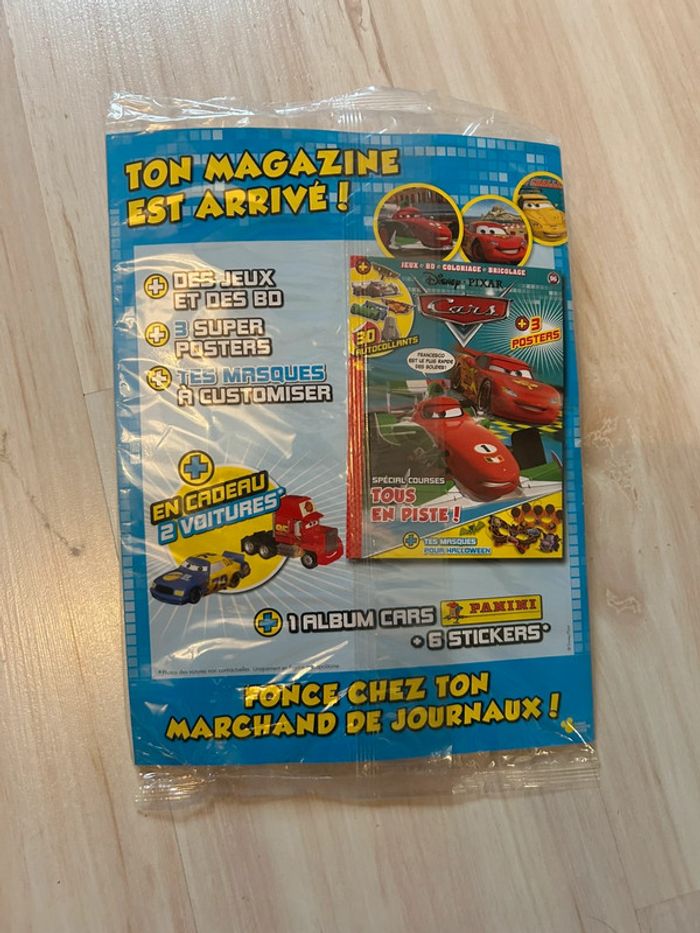 TON MAGAZINE
EST ARRIVÉ !
+ DES JEUX
ET DES BD
+ 3 SUPER
POSTERS
+ TES MASQUES
À CUSTOMISER
+
EN CADEAU
2 VOITURES*
JEUX • BD • COLORIAGE • BRICOLAGE
Disney • PIXAR
96
Cars
+
30
AUTOCOLLANTS
+ 3
POSTERS
FRANCESCO
EST LE PLUS RAPIDE
DES BOLIDES !
1
SPÉCIAL COURSES
TOUS
EN PISTE !
+ TES MASQUES
POUR HALLOWEEN
+ 1 ALBUM CARS PANINI
+ 6 STICKERS*
FONCE CHEZ TON
MARCHAND DE JOURNAUX !